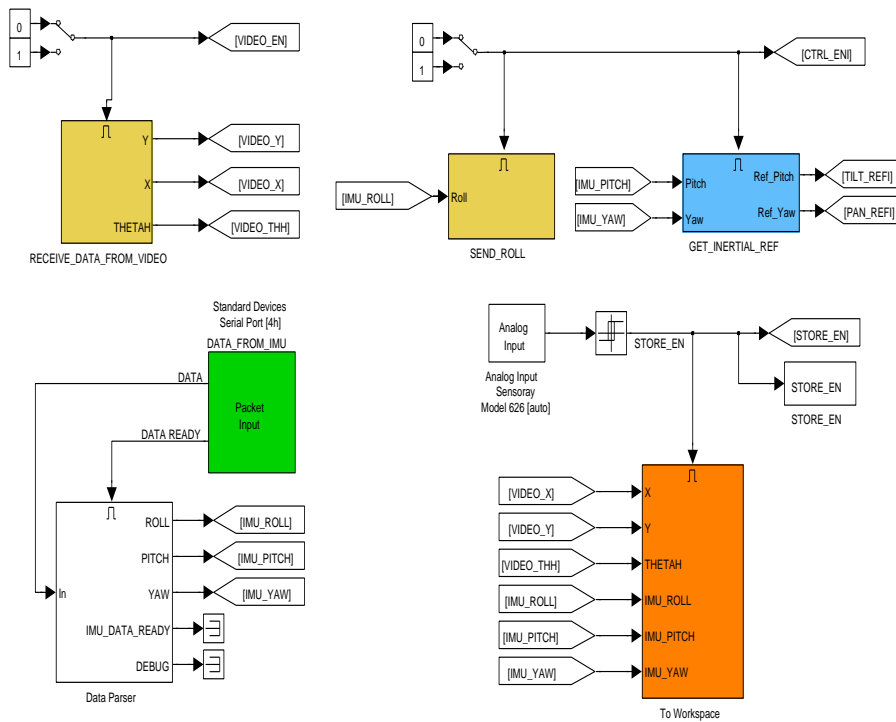 0
1
[VIDEO_EN]
Y
X
THETAH
[VIDEO_Y]
[VIDEO_X]
[VIDEO_THH]
RECEIVE_DATA_FROM_VIDEO
0
1
[CTRL_ENI]
[IMU_ROLL]
Roll
SEND_ROLL
[IMU_PITCH]
[IMU_YAW]
Pitch
Yaw
Ref_Pitch
Ref_Yaw
[TILT_REFI]
[PAN_REFI]
GET_INERTIAL_REF
Standard Devices
Serial Port [4h]
DATA_FROM_IMU
DATA
DATA READY
Packet
Input
In
ROLL
PITCH
YAW
IMU_DATA_READY
DEBUG
[IMU_ROLL]
[IMU_PITCH]
[IMU_YAW]
Data Parser
Analog
Input
Analog Input
Sensoray
Model 626 [auto]
STORE_EN
[STORE_EN]
STORE_EN
STORE_EN
[VIDEO_X]
[VIDEO_Y]
[VIDEO_THH]
[IMU_ROLL]
[IMU_PITCH]
[IMU_YAW]
X
Y
THETAH
IMU_ROLL
IMU_PITCH
IMU_YAW
To Workspace